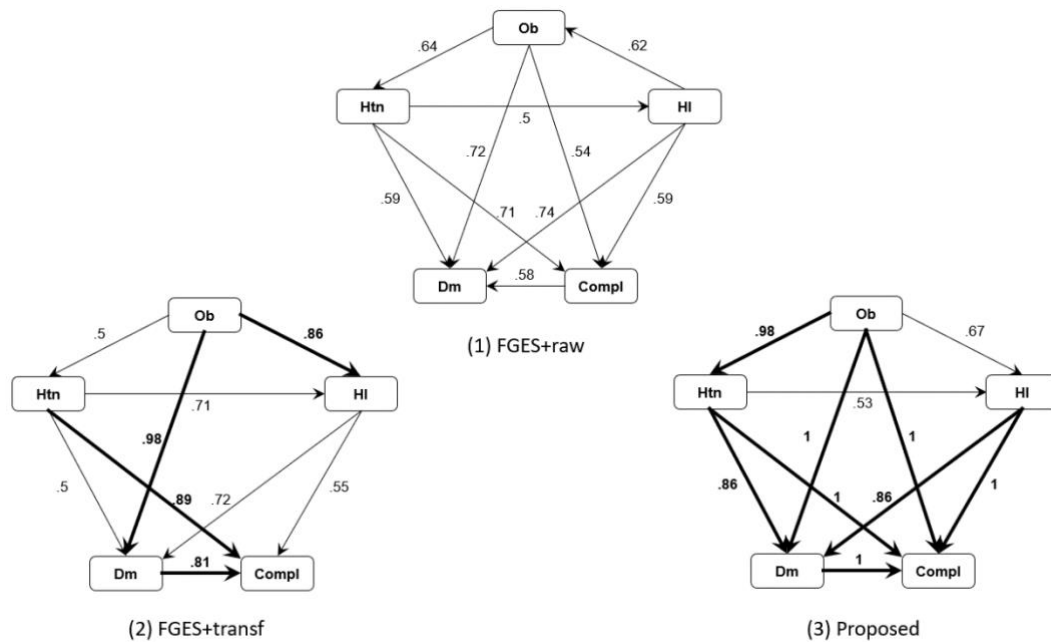 Ob
.64
.62
Htn
Hl
.5
.72
.54
.59
.71
.74
.59
Dm
.58
Compl
(1) FGES+raw
Ob
.5
.86
Htn
Hl
.71
.98
.5
.89
.72
.55
Dm
.81
Compl
(2) FGES+transf
Ob
.98
.67
Htn
Hl
.53
1
1
.86
1
.86
1
Dm
1
Compl
(3) Proposed